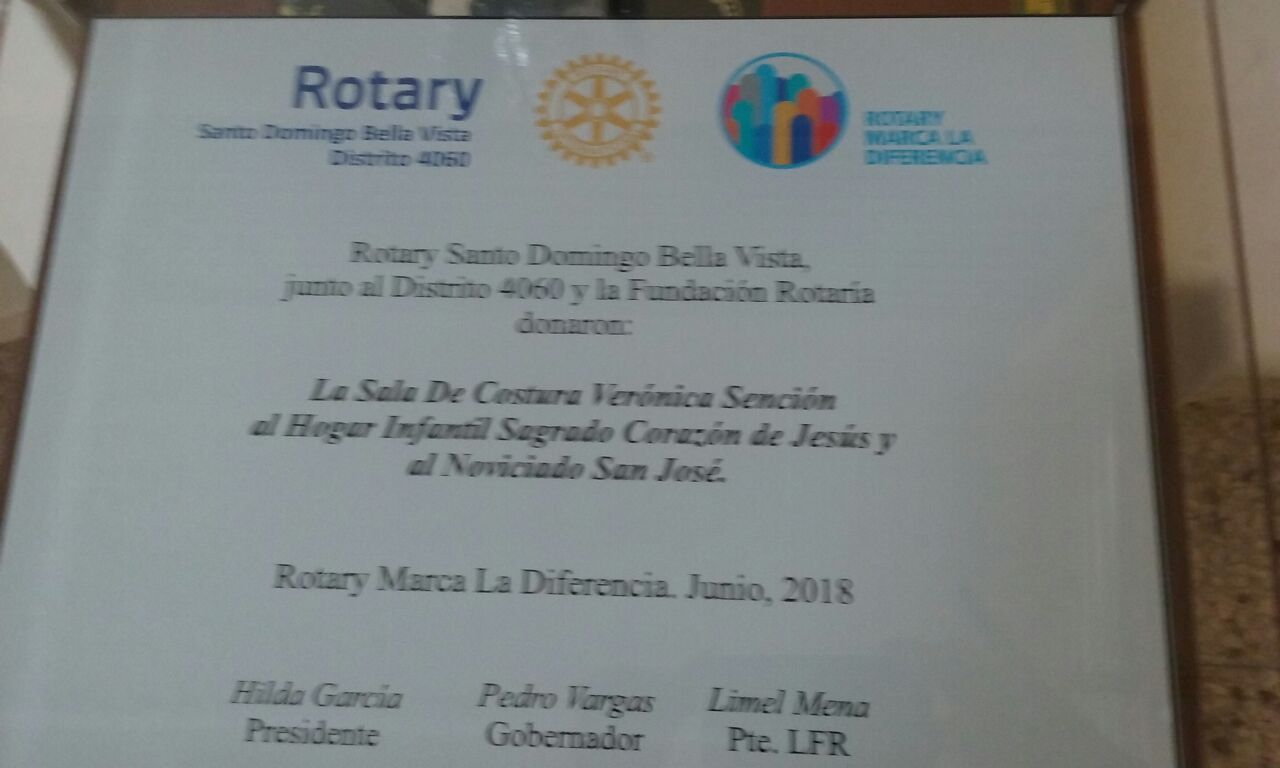 Rotary
Santo Domingo Bella Vista
Distrito 4060
ROTARY
MARCA LA
DIFERENCIA
Rotary Santo Domingo Bella Vista,
junto al Distrito 4060 y la Fundación Rotaria
donaron:
La Sala De Costura Verónica Sención
al Hogar Infantil Sagrado Corazón de Jesús y
al Noviciado San José.
Rotary Marca La Diferencia. Junio, 2018
Hilda García Pedro Vargas Limel Mena
Presidente Gobernador Pte. LFR